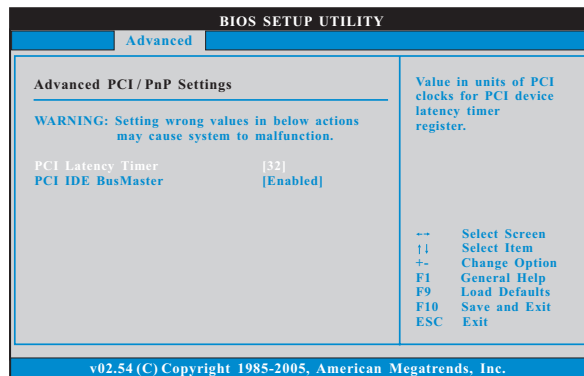 BIOS SETUP UTILITY
Advanced
Advanced PCI / PnP Settings
WARNING: Setting wrong values in below actions
may cause system to malfunction.
PCI Latency Timer [32]
PCI IDE BusMaster [Enabled]
Value in units of PCI
clocks for PCI device
latency timer
register.
←→ Select Screen
↑↓ Select Item
+- Change Option
F1 General Help
F9 Load Defaults
F10 Save and Exit
ESC Exit
v02.54 (C) Copyright 1985-2005, American Megatrends, Inc.